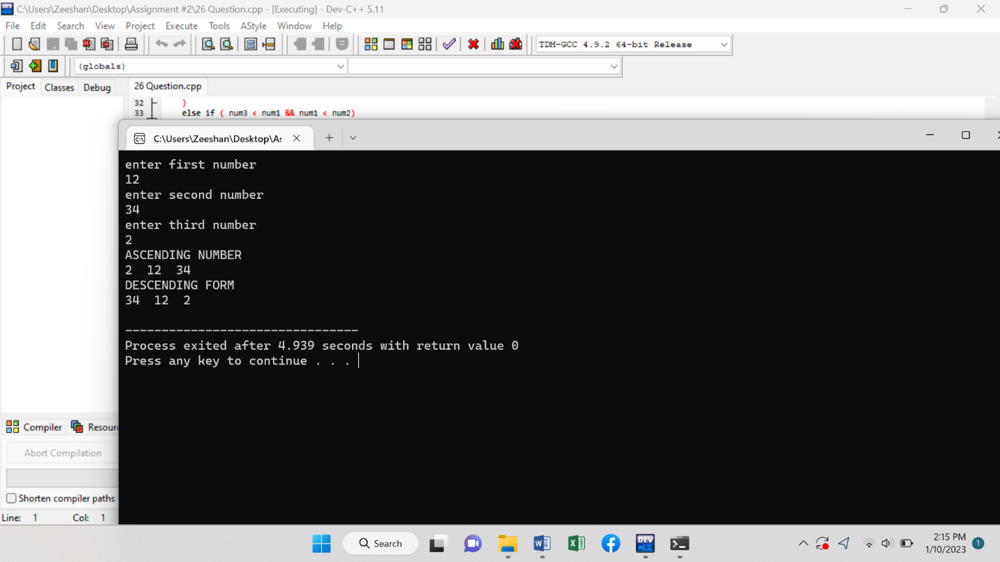 C:\Users\Zeeshan\Desktop\Assignment #2\26 Question.cpp - [Executing] - Dev-C++ 5.11
File Edit Search View Project Execute Tools AStyle Window Help
TDM-GCC 4.9.2 64-bit Release
(globals)
Project Classes Debug 26 Question.cpp
32 }
33 else if ( num3 < num1 && num1 < num2)
C:\Users\Zeeshan\Desktop\As
enter first number
12
enter second number
34
enter third number
2
ASCENDING NUMBER
2 12 34
DESCENDING FORM
34 12 2
--------------------------------
Process exited after 4.939 seconds with return value 0
Press any key to continue . . .
Compiler Resour
Abort Compilation
Shorten compiler paths
Line: 1 Col: 1
Search
DEV C++
2:15 PM
1/10/2023
1